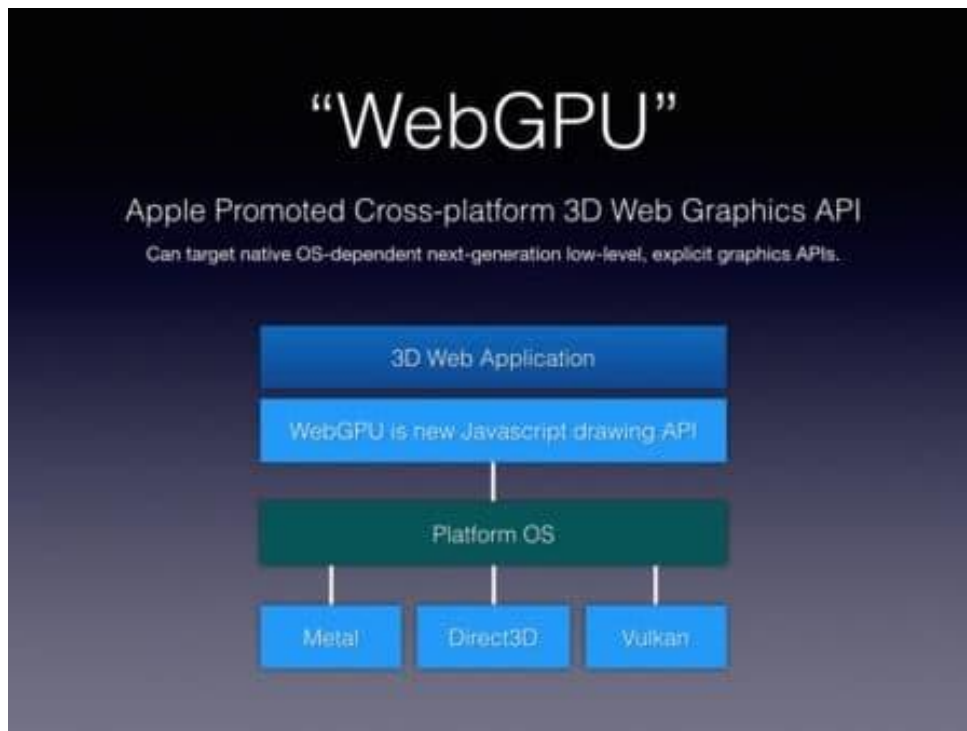 “WebGPU”
Apple Promoted Cross-platform 3D Web Graphics API
Can target native OS-dependent next-generation low-level, explicit graphics APIs.
3D Web Application
WebGPU is new Javascript drawing API
Platform OS
Metal
Direct3D
Vulkan